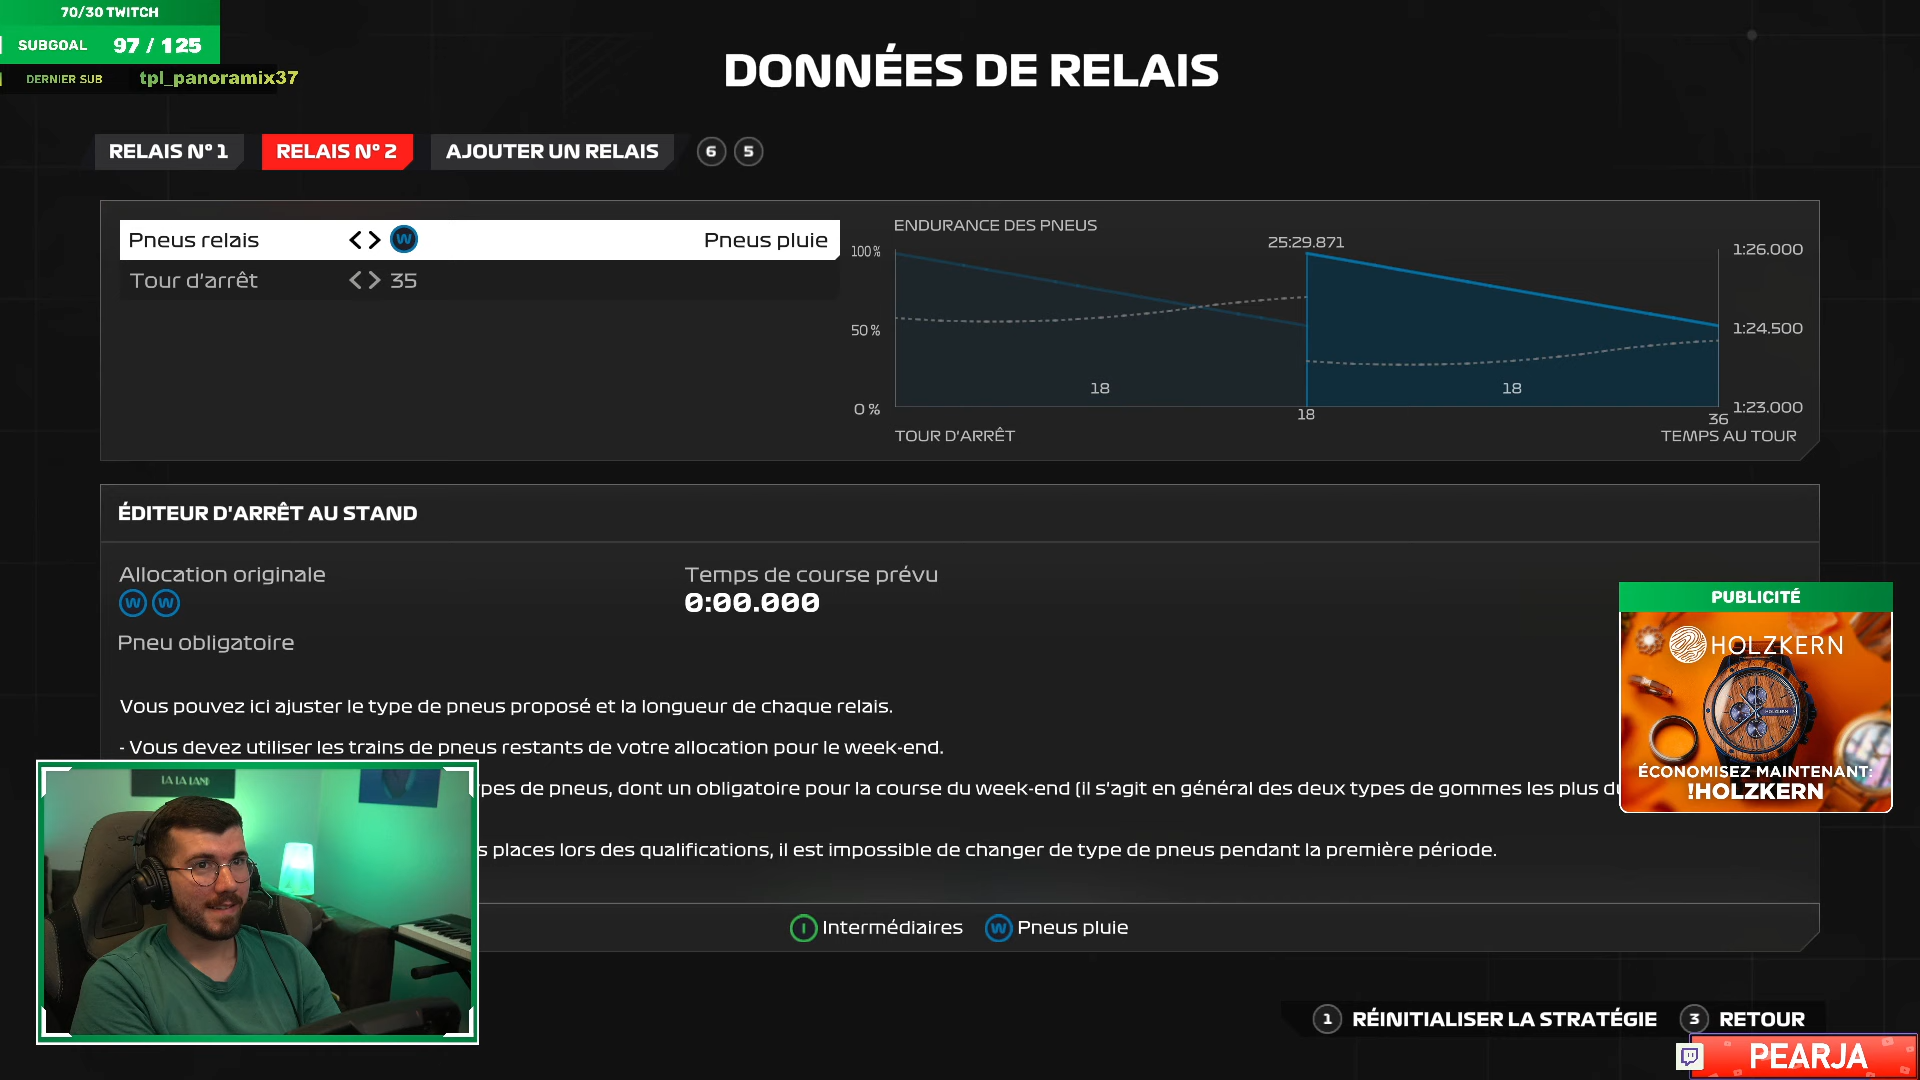 70/30 TWITCH
SUBGOAL 97 / 125
DERNIER SUB tpl_panoramix37
DONNÉES DE RELAIS
RELAIS N° 1 RELAIS N° 2 AJOUTER UN RELAIS 6 5
Pneus relais W Pneus pluie
Tour d'arrêt 35
ENDURANCE DES PNEUS
25:29.871
100% 1:26.000
50% 1:24.500
18 18
0% 18 36 1:23.000
TOUR D'ARRÊT TEMPS AU TOUR
ÉDITEUR D'ARRÊT AU STAND
Allocation originale Temps de course prévu
W W 0:00.000
Pneu obligatoire
Vous pouvez ici ajuster le type de pneus proposé et la longueur de chaque relais.
- Vous devez utiliser les trains de pneus restants de votre allocation pour le week-end.
pes de pneus, dont un obligatoire pour la course du week-end (il s'agit en général des deux types de gommes les plus du
s places lors des qualifications, il est impossible de changer de type de pneus pendant la première période.
I Intermédiaires W Pneus pluie
PUBLICITÉ
HOLZKERN
HOLZKERN
ÉCONOMISEZ MAINTENANT:
!HOLZKERN
LA LA LAND
1 RÉINITIALISER LA STRATÉGIE 3 RETOUR
PEARJA